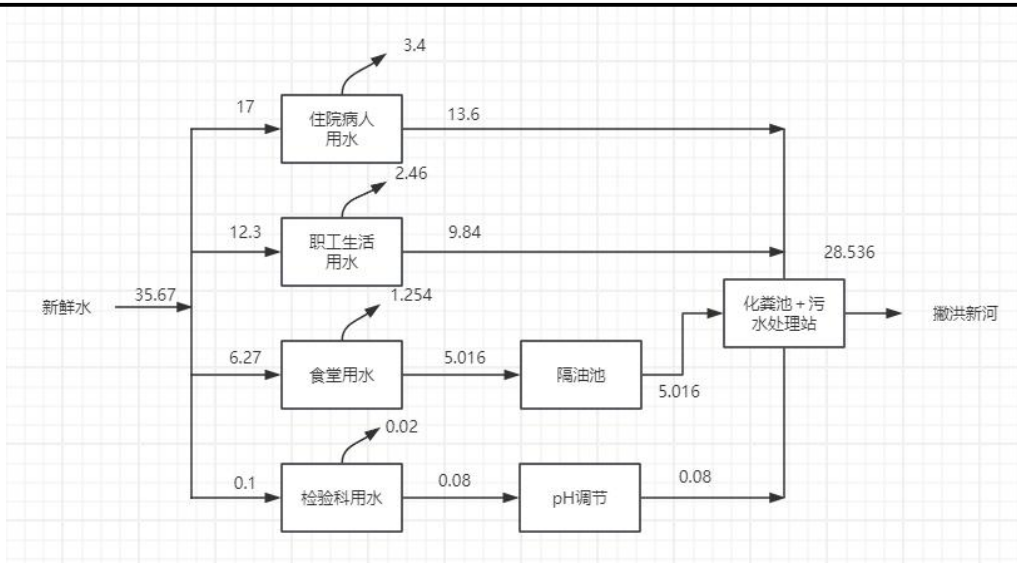 3.4
17
住院病人
用水
13.6
2.46
12.3
职工生活
用水
9.84
28.536
新鲜水
35.67
1.254
化粪池+污
水处理站
撇洪新河
6.27
食堂用水
5.016
隔油池
5.016
0.02
0.1
检验科用水
0.08
pH调节
0.08